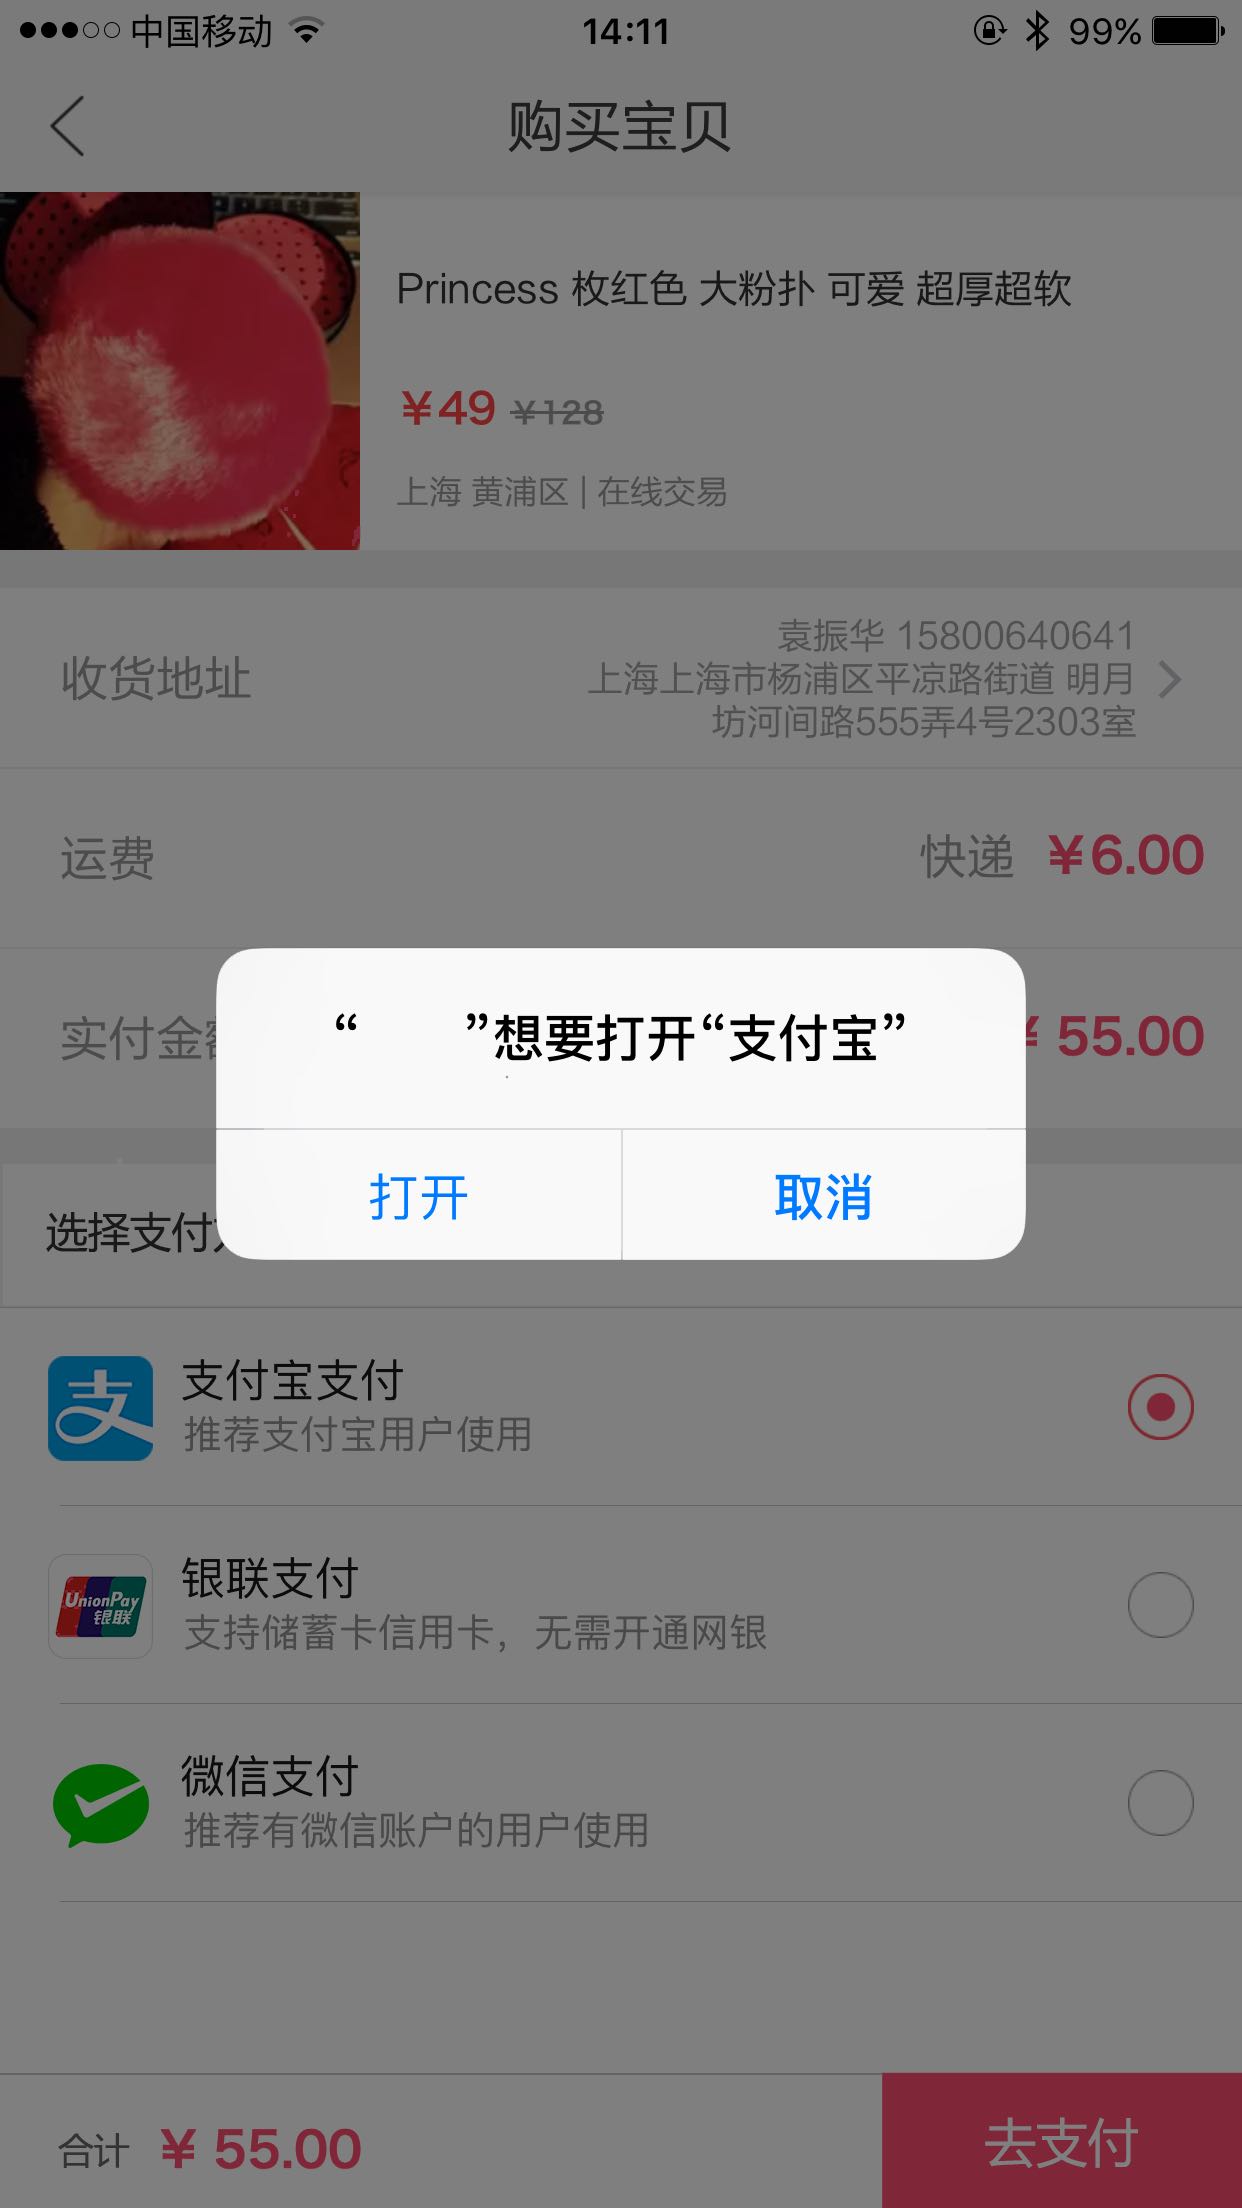 中国移动 14:11 99%
购买宝贝
Princess 枚红色 大粉扑 可爱 超厚超软
¥49 ¥128
上海 黄浦区 | 在线交易
收货地址
袁振华 15800640641
上海上海市杨浦区平凉路街道 明月
坊河间路555弄4号2303室
运费 快递 ¥6.00
实付金 ¥ 55.00
“ ”想要打开“支付宝”
打开 取消
选择支付
支付宝支付
推荐支付宝用户使用
UnionPay
银联
银联支付
支持储蓄卡信用卡，无需开通网银
微信支付
推荐有微信账户的用户使用
合计 ¥ 55.00
去支付